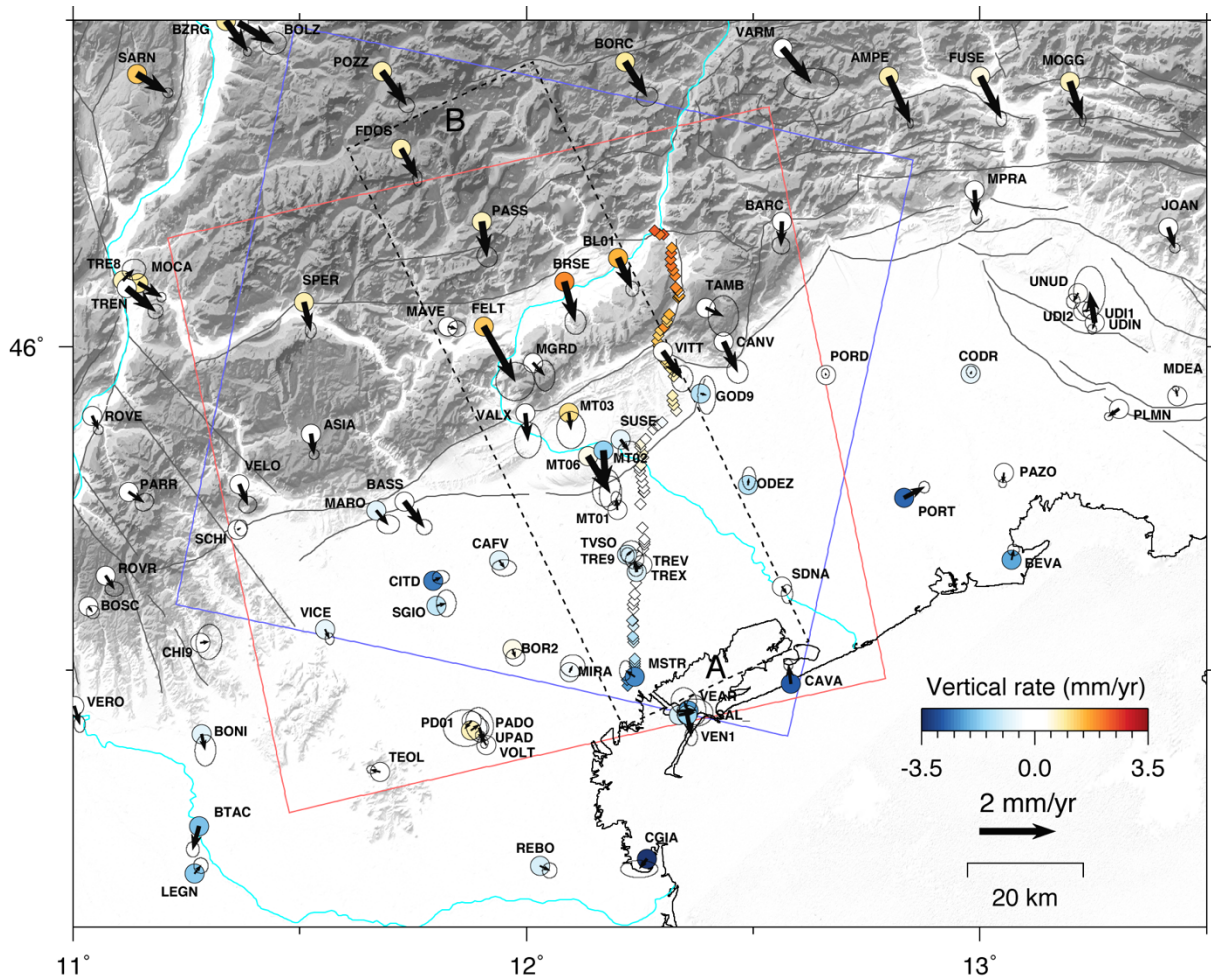 BZRG
BOLZ
SARN
POZZ
BORC
VARM
AMPE
FUSE
MOGG
B
FDOS
PASS
BL01
BRSE
BARC
MPRA
JOAN
TRE8
MOCA
TREN
SPER
MAVE
FELT
MGRD
TAMB
VITT
CANV
UNUD
UDI2
UDI1
UDIN
46°
PORD
CODR
MDEA
PLMN
GOD9
ROVE
ASIA
VALX
MT03
SUSE
MT02
MT06
MT01
VELO
PARR
BASS
MARO
SCHI
ODEZ
PORT
PAZO
BEVA
CAFV
TVSO
TRE9
TREV
TREX
CITD
SGIO
SDNA
ROVR
BOSC
VICE
CHI9
BOR2
MIRA
MSTR
A
CAVA
VERO
BONI
PD01
PADO
UPAD
VOLT
VEAR
SAL_
VEN1
TEOL
Vertical rate (mm/yr)
-3.5 0.0 3.5
2 mm/yr
20 km
BTAC
LEGN
REBO
CGIA
11° 12° 13°